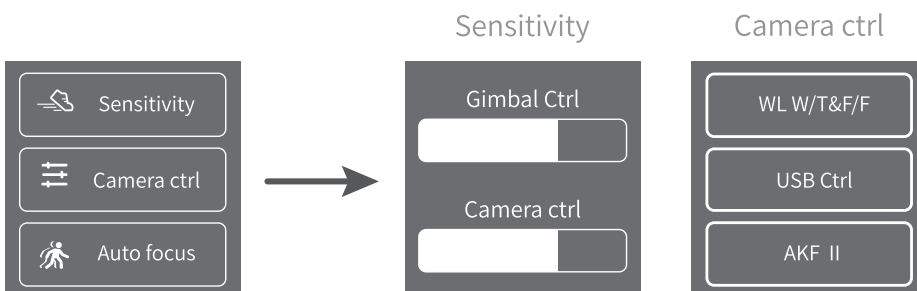 Sensitivity
Camera ctrl
Auto focus
Sensitivity
Gimbal Ctrl
Camera ctrl
Camera ctrl
WL W/T&F/F
USB Ctrl
AKF II